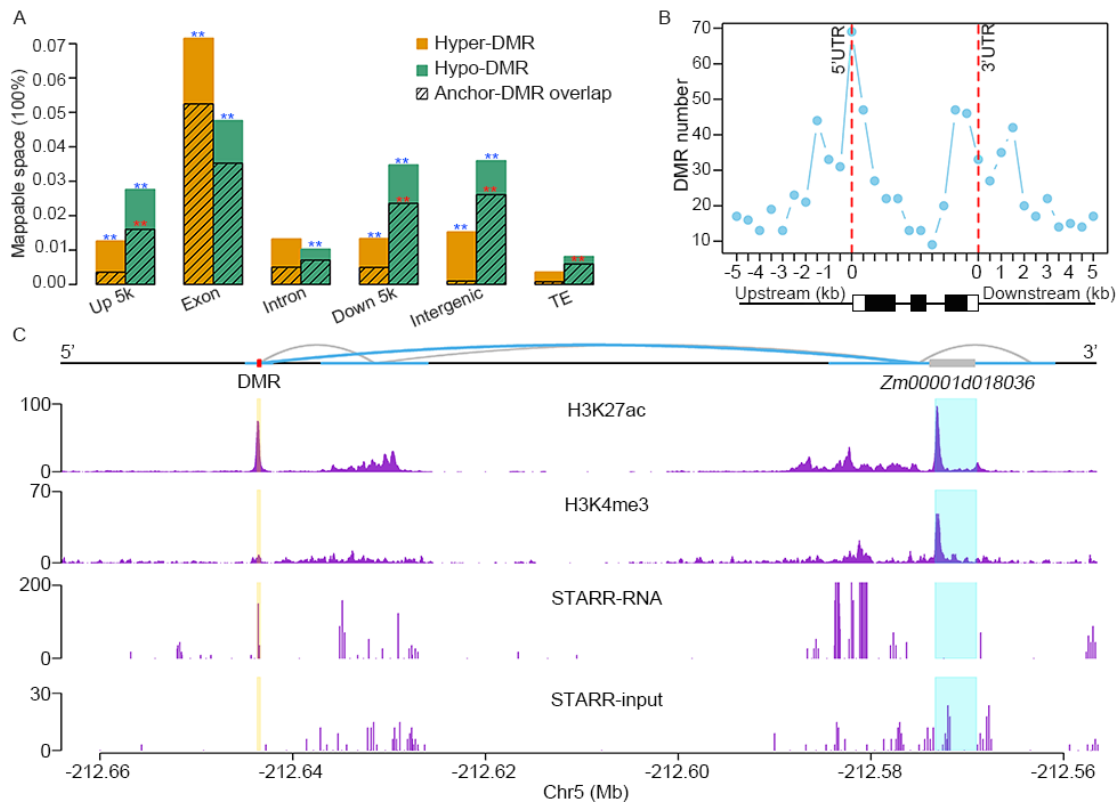 A
0.07
0.06
0.05
0.04
0.03
0.02
0.01
0.00
Mappable space (100%)
**
**
**
**
**
**
**
**
**
**
**
**
**
Hyper-DMR
Hypo-DMR
Anchor-DMR overlap
Up 5k
Exon
Intron
Down 5k
Intergenic
TE
B
70
60
50
40
30
20
10
DMR number
5'UTR
3'UTR
-5 -4 -3 -2 -1 0 0 1 2 3 4 5
Upstream (kb)
Downstream (kb)
C
5'
3'
DMR
Zm00001d018036
H3K27ac
100
0
H3K4me3
70
0
STARR-RNA
200
0
STARR-input
30
0
-212.66 -212.64 -212.62 -212.60 -212.58 -212.56
Chr5 (Mb)